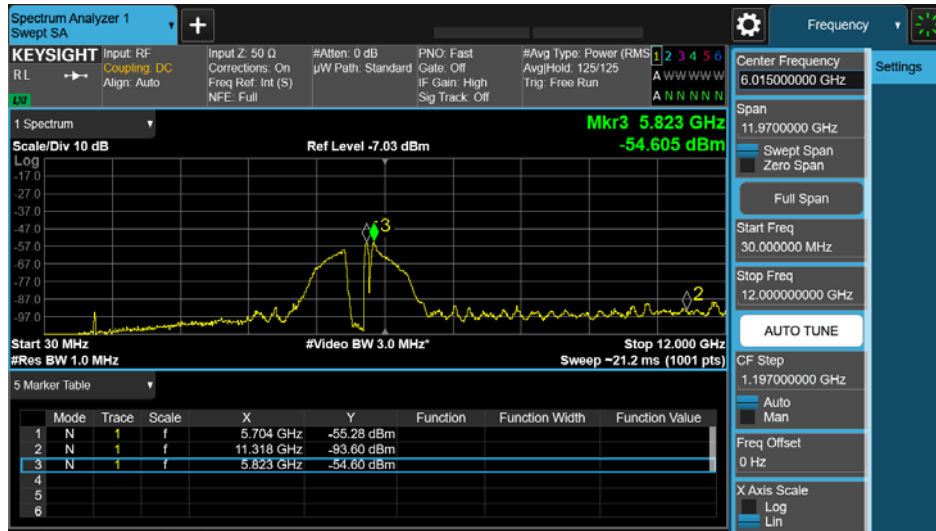 Spectrum Analyzer 1
Swept SA
Frequency
KEYSIGHT
RL
LXI
Input: RF
Coupling: DC
Align: Auto
Input Z: 50 Ω
Corrections: On
Freq Ref: Int (S)
NFE: Full
#Atten: 0 dB
µW Path: Standard
PNO: Fast
Gate: Off
IF Gain: High
Sig Track: Off
#Avg Type: Power (RMS
Avg|Hold: 125/125
Trig: Free Run
1 2 3 4 5 6
A W W W W W
A N N N N N
1 Spectrum
Scale/Div 10 dB
Ref Level -7.03 dBm
Mkr3 5.823 GHz
-54.605 dBm
Log
-17.0
-27.0
-37.0
-47.0
-57.0
-67.0
-77.0
-87.0
-97.0
3
2
Start 30 MHz
#Video BW 3.0 MHz*
Stop 12.000 GHz
#Res BW 1.0 MHz
Sweep ~21.2 ms (1001 pts)
5 Marker Table
Mode Trace Scale X Y Function Function Width Function Value
1 N 1 f 5.704 GHz -55.28 dBm
2 N 1 f 11.318 GHz -93.60 dBm
3 N 1 f 5.823 GHz -54.60 dBm
4
5
6
Center Frequency
6.015000000 GHz
Settings
Span
11.9700000 GHz
Swept Span
Zero Span
Full Span
Start Freq
30.000000 MHz
Stop Freq
12.000000000 GHz
AUTO TUNE
CF Step
1.197000000 GHz
Auto
Man
Freq Offset
0 Hz
X Axis Scale
Log
Lin